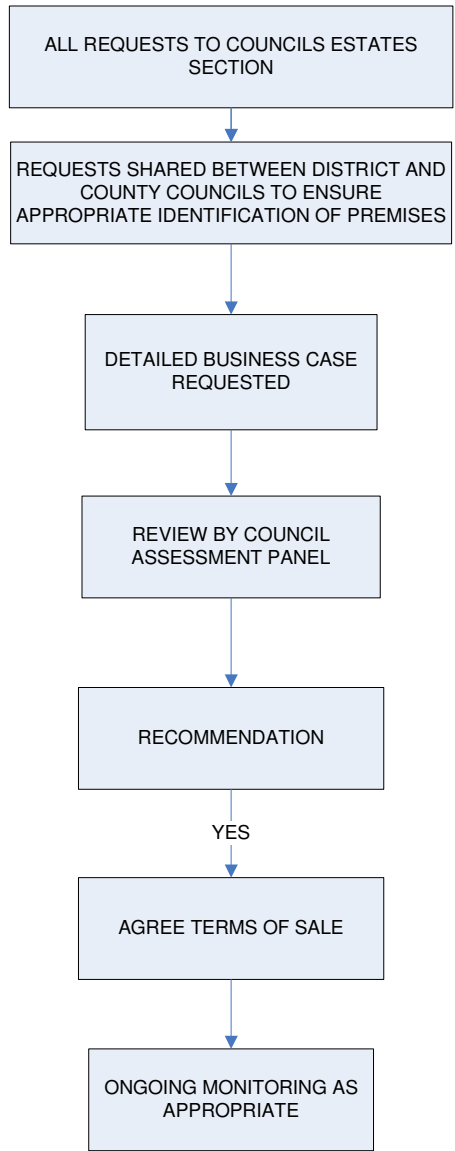 ALL REQUESTS TO COUNCILS ESTATES
SECTION
REQUESTS SHARED BETWEEN DISTRICT AND
COUNTY COUNCILS TO ENSURE
APPROPRIATE IDENTIFICATION OF PREMISES
DETAILED BUSINESS CASE
REQUESTED
REVIEW BY COUNCIL
ASSESSMENT PANEL
RECOMMENDATION
YES
AGREE TERMS OF SALE
ONGOING MONITORING AS
APPROPRIATE